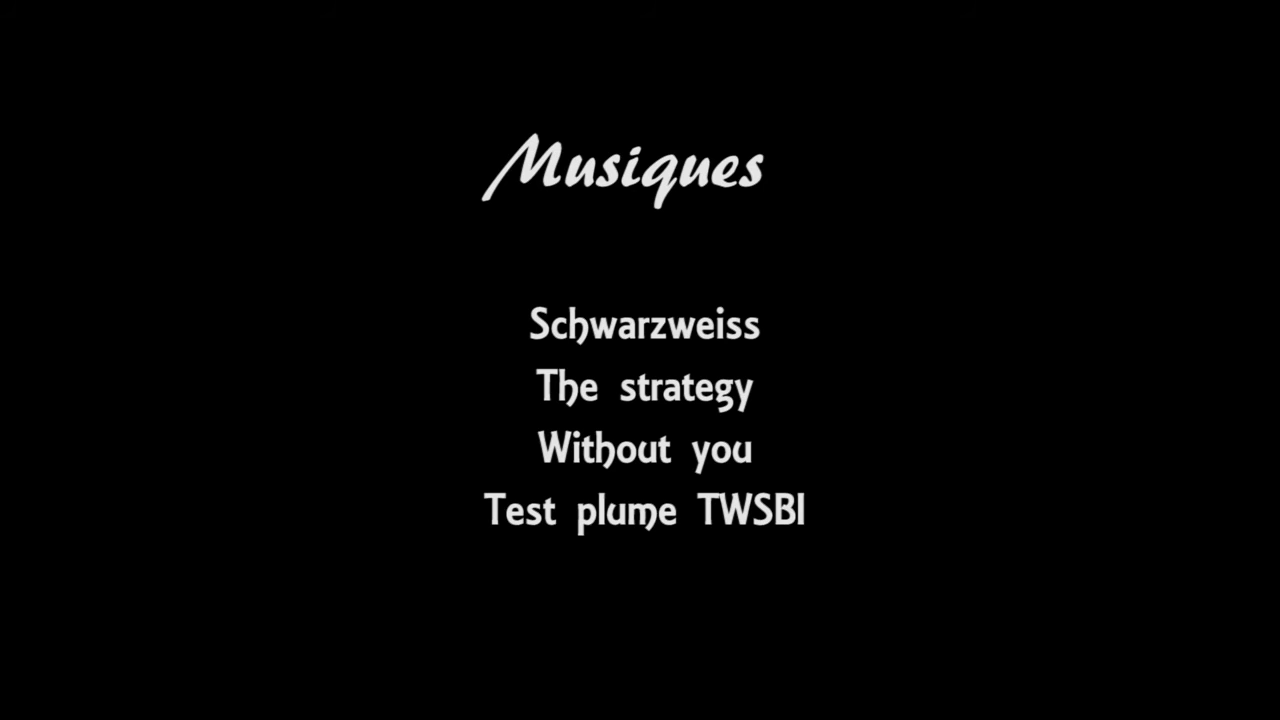 Musiques
Schwarzweiss
The strategy
Without you
Test plume TWSBI